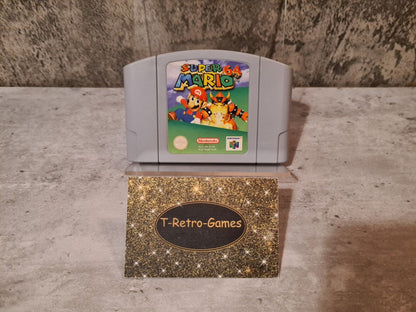 SUPER
MARIO 64
Nintendo
T-Retro-Games